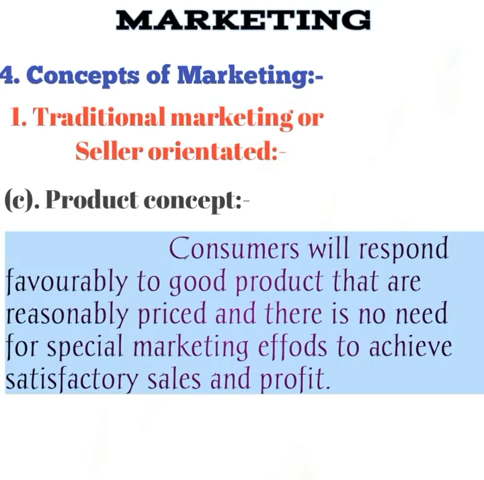 MARKETING
4. Concepts of Marketing:-
1. Traditional marketing or
Seller orientated:-
(c). Product concept:-
Consumers will respond
favourably to good product that are
reasonably priced and there is no need
for special marketing effods to achieve
satisfactory sales and profit.